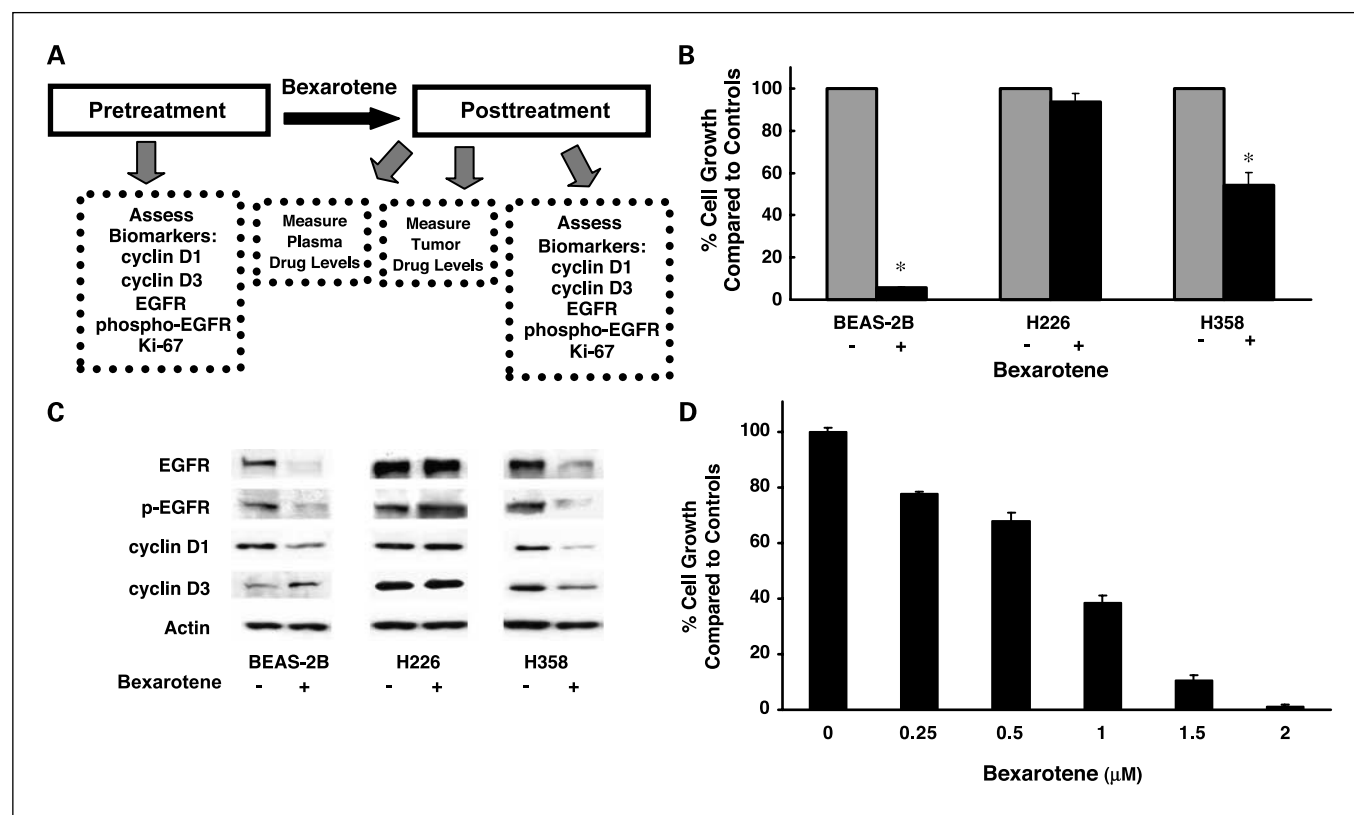 A
Bexarotene
Pretreatment
Posttreatment
Assess
Biomarkers:
cyclin D1
cyclin D3
EGFR
phospho-EGFR
Ki-67
Measure
Plasma
Drug Levels
Measure
Tumor
Drug Levels
Assess
Biomarkers:
cyclin D1
cyclin D3
EGFR
phospho-EGFR
Ki-67
B
% Cell Growth
Compared to Controls
100
80
60
40
20
0
*
*
BEAS-2B H226 H358
- + - + - +
Bexarotene
C
EGFR
p-EGFR
cyclin D1
cyclin D3
Actin
BEAS-2B H226 H358
Bexarotene - + - + - +
D
% Cell Growth
Compared to Controls
100
80
60
40
20
0
0 0.25 0.5 1 1.5 2
Bexarotene (μM)